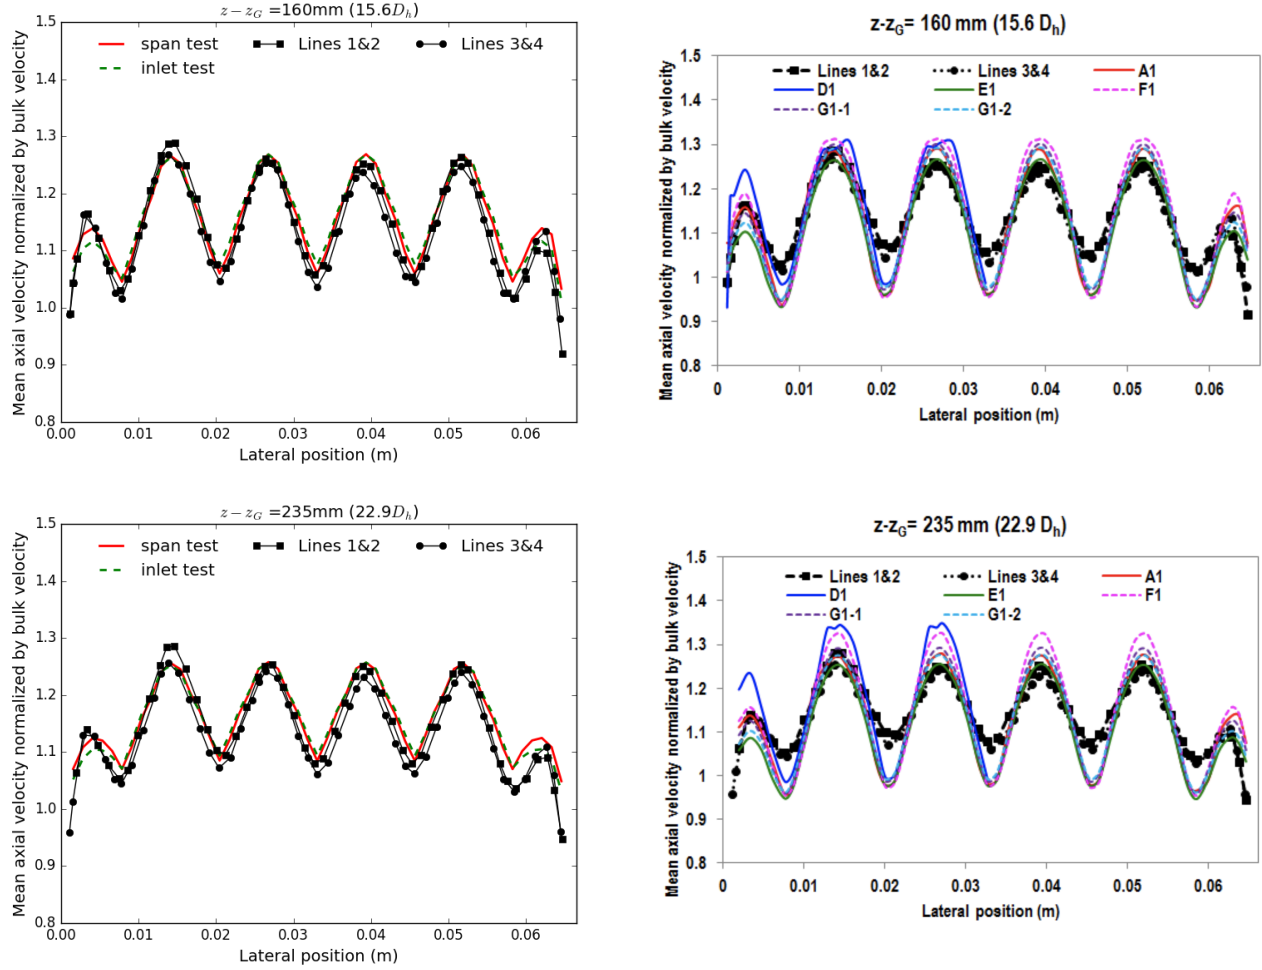 z − z_G =160mm (15.6D_h)
Mean axial velocity normalized by bulk velocity
1.5
1.4
1.3
1.2
1.1
1.0
0.9
0.8
span test
Lines 1&2
Lines 3&4
inlet test
0.00 0.01 0.02 0.03 0.04 0.05 0.06
Lateral position (m)
z-z_G= 160 mm (15.6 D_h)
Mean axial velocity normalized by bulk velocity
1.5
1.4
1.3
1.2
1.1
1
0.9
0.8
Lines 1&2
Lines 3&4
A1
D1
E1
F1
G1-1
G1-2
0 0.01 0.02 0.03 0.04 0.05 0.06
Lateral position (m)
z − z_G =235mm (22.9D_h)
Mean axial velocity normalized by bulk velocity
1.5
1.4
1.3
1.2
1.1
1.0
0.9
0.8
span test
Lines 1&2
Lines 3&4
inlet test
0.00 0.01 0.02 0.03 0.04 0.05 0.06
Lateral position (m)
z-z_G= 235 mm (22.9 D_h)
Mean axial velocity normalized by bulk velocity
1.5
1.4
1.3
1.2
1.1
1
0.9
0.8
Lines 1&2
Lines 3&4
A1
D1
E1
F1
G1-1
G1-2
0 0.01 0.02 0.03 0.04 0.05 0.06
Lateral position (m)